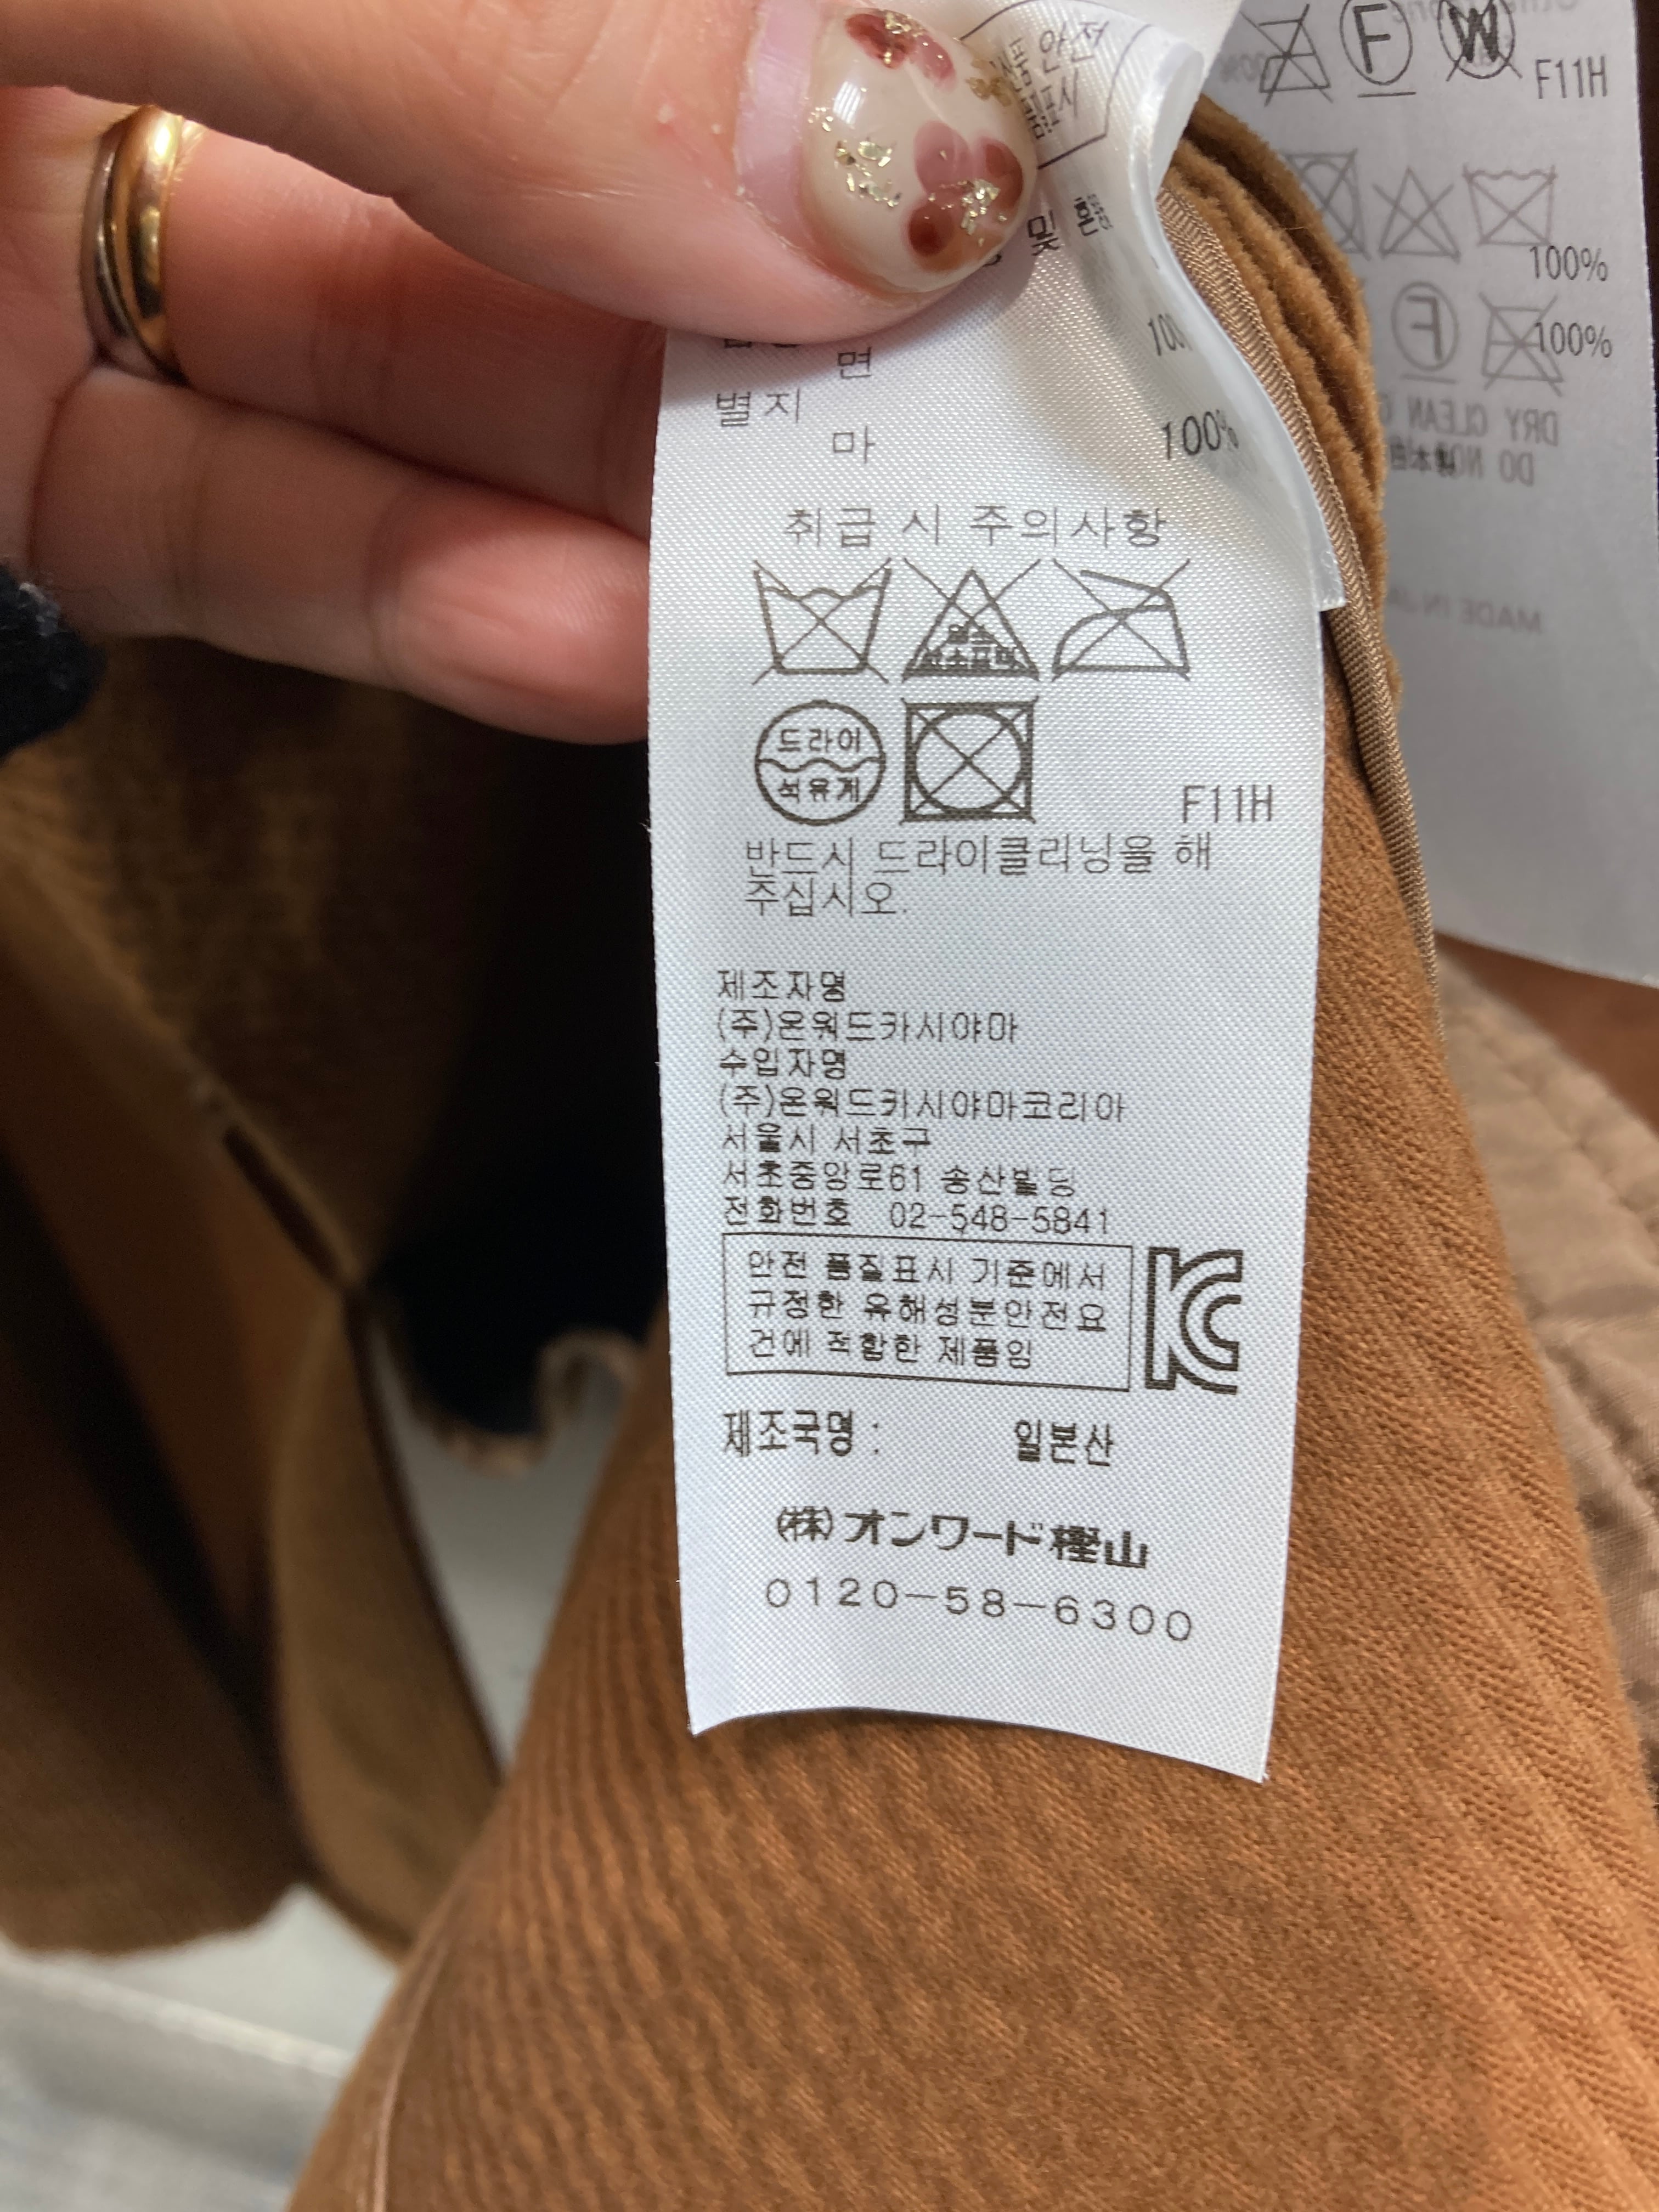 안전
F
W
F11H
및
100%
면
별지
마
100%
취급 시 주의사항
드라이
석유계
F11H
반드시 드라이클리닝을 해
주십시오.
제조자명
(주)온워드카시야마
수입자명
(주)온워드카시야마코리아
서울시 서초구
서초중앙로61 송산빌딩
전화번호 02-548-5841
안전 품질표시 기준에서
규정한 유해성분안전요
건에 적합한 제품임
제조국명 : 일본산
㈱オンワード樫山
0120-58-6300
100%
F
100%
DRY CLEAN
DO NOT
MADE IN